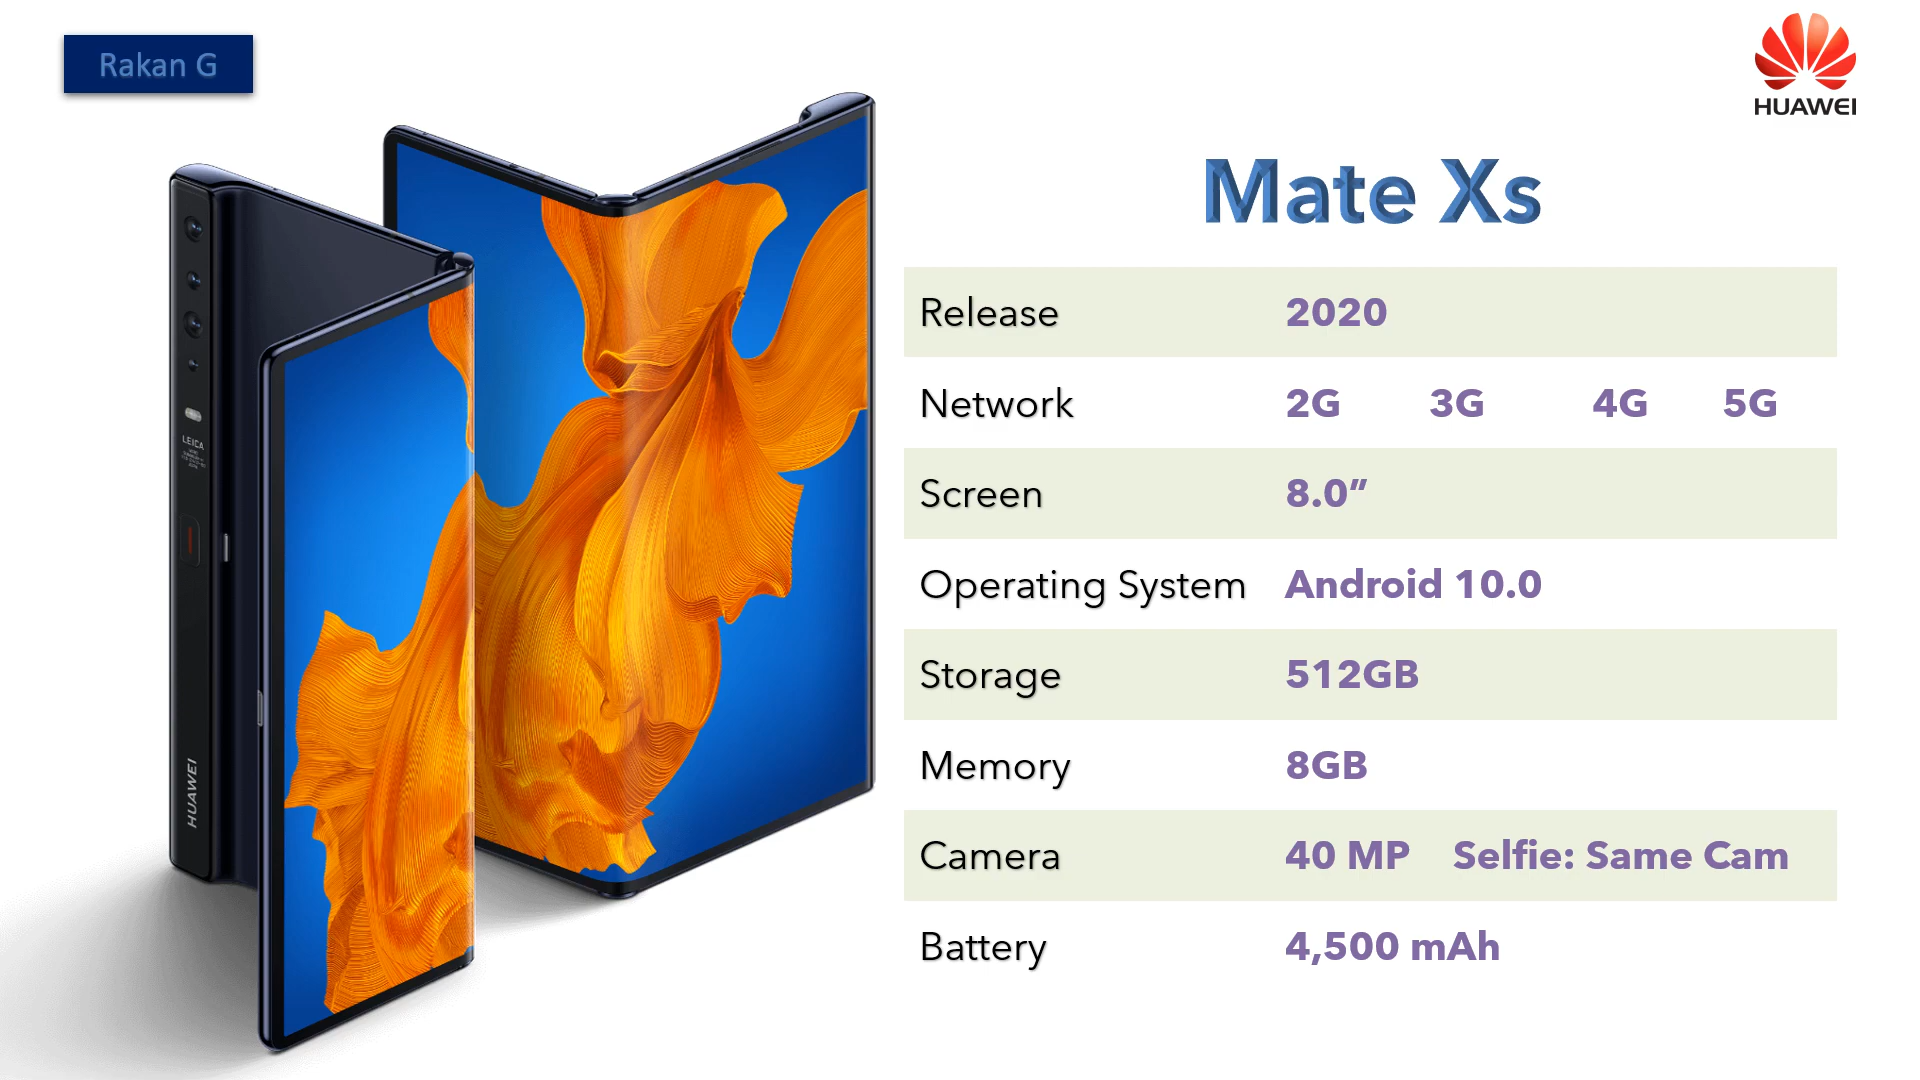 Rakan G
HUAWEI
Mate Xs
Release 2020
Network 2G 3G 4G 5G
Screen 8.0”
Operating System Android 10.0
Storage 512GB
Memory 8GB
Camera 40 MP Selfie: Same Cam
Battery 4,500 mAh
LEICA
HUAWEI